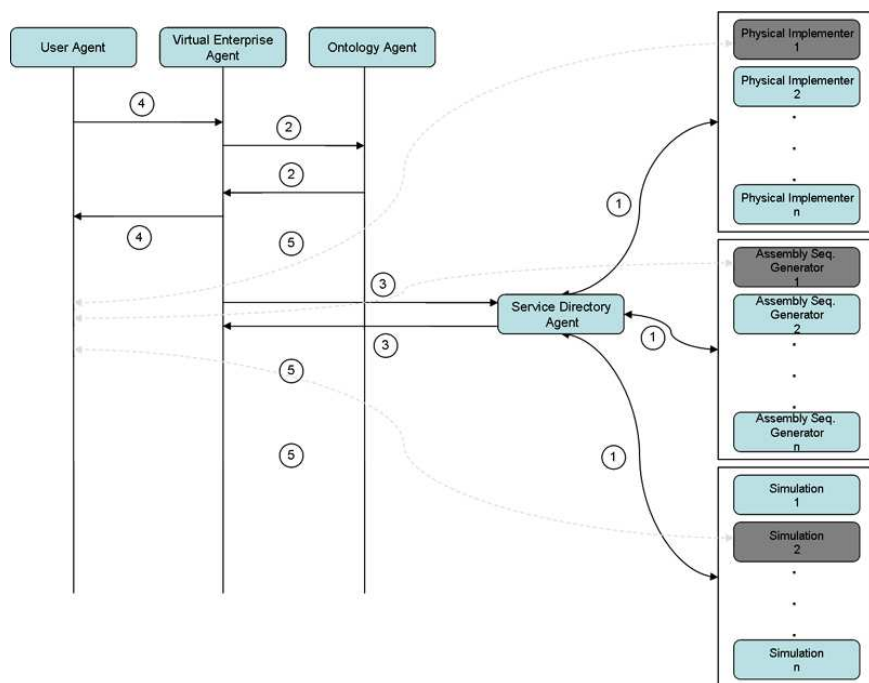 User Agent
Virtual Enterprise
Agent
Ontology Agent
4
2
2
4
5
3
3
5
5
Service Directory
Agent
1
1
1
Physical Implementer
1
Physical Implementer
2
Physical Implementer
n
Assembly Seq.
Generator
1
Assembly Seq.
Generator
2
Assembly Seq.
Generator
n
Simulation
1
Simulation
2
Simulation
n